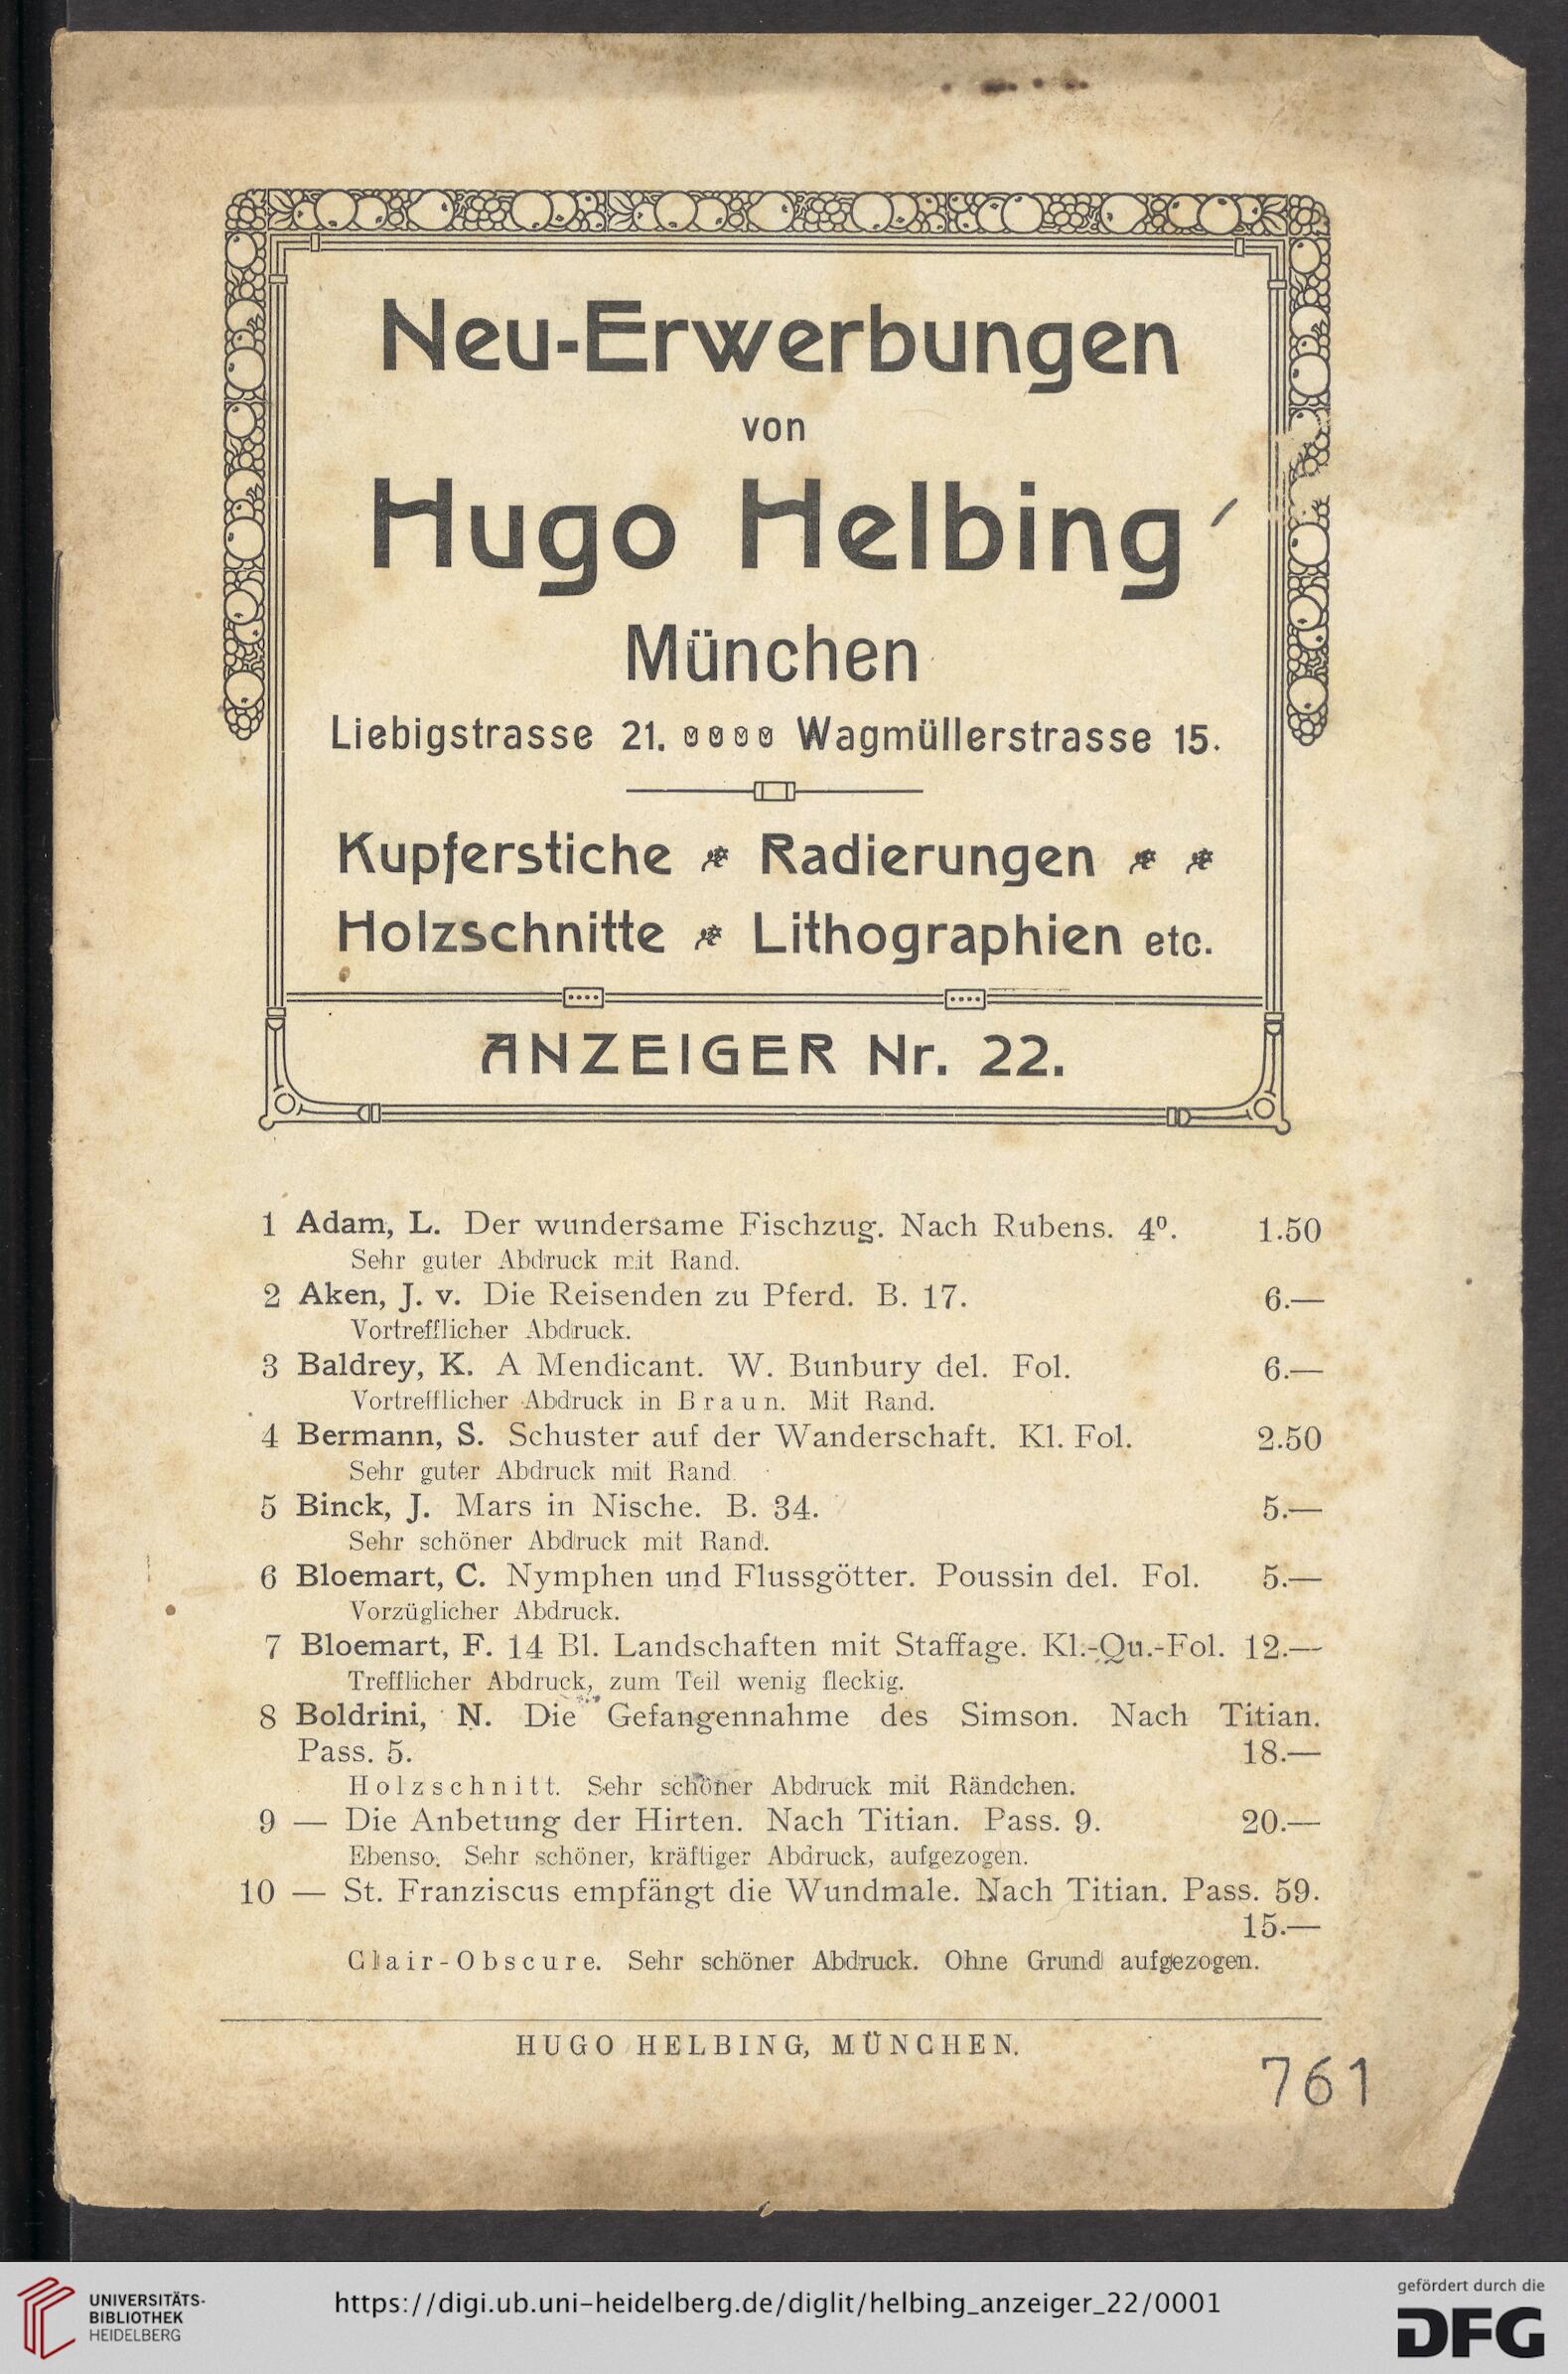 Neu-Erwerbungen
von
Hugo Helbing
München
Liebigstrasse 21. Wagmüllerstrasse 15.
Kupferstiche Radierungen
Holzschnitte Lithographien etc.
ANZEIGER Nr. 22.
1 Adam, L. Der wundersame Fischzug. Nach Rubens. 4⁰. 1.50
Sehr guter Abdruck mit Rand.
2 Aken, J. v. Die Reisenden zu Pferd. B. 17. 6.—
Vortrefflicher Abdruck.
3 Baldrey, K. A Mendicant. W. Bunbury del. Fol. 6.—
Vortrefflicher Abdruck in Braun. Mit Rand.
4 Bermann, S. Schuster auf der Wanderschaft. Kl. Fol. 2.50
Sehr guter Abdruck mit Rand.
5 Binck, J. Mars in Nische. B. 34. 5.—
Sehr schöner Abdruck mit Rand.
6 Bloemart, C. Nymphen und Flussgötter. Poussin del. Fol. 5.—
Vorzüglicher Abdruck.
7 Bloemart, F. 14 Bl. Landschaften mit Staffage. Kl.-Qu.-Fol. 12.—
Trefflicher Abdruck, zum Teil wenig fleckig.
8 Boldrini, N. Die Gefangennahme des Simson. Nach Titian.
Pass. 5. 18.—
Holzschnitt. Sehr schöner Abdruck mit Rändchen.
9 — Die Anbetung der Hirten. Nach Titian. Pass. 9. 20.—
Ebenso. Sehr schöner, kräftiger Abdruck, aufgezogen.
10 — St. Franziscus empfängt die Wundmale. Nach Titian. Pass. 59.
15.—
Clair-Obscure. Sehr schöner Abdruck. Ohne Grund aufgezogen.
HUGO HELBING, MÜNCHEN.
761
UNIVERSITÄTS-
BIBLIOTHEK
HEIDELBERG
https://digi.ub.uni-heidelberg.de/diglit/helbing_anzeiger_22/0001
gefördert durch die
DFG